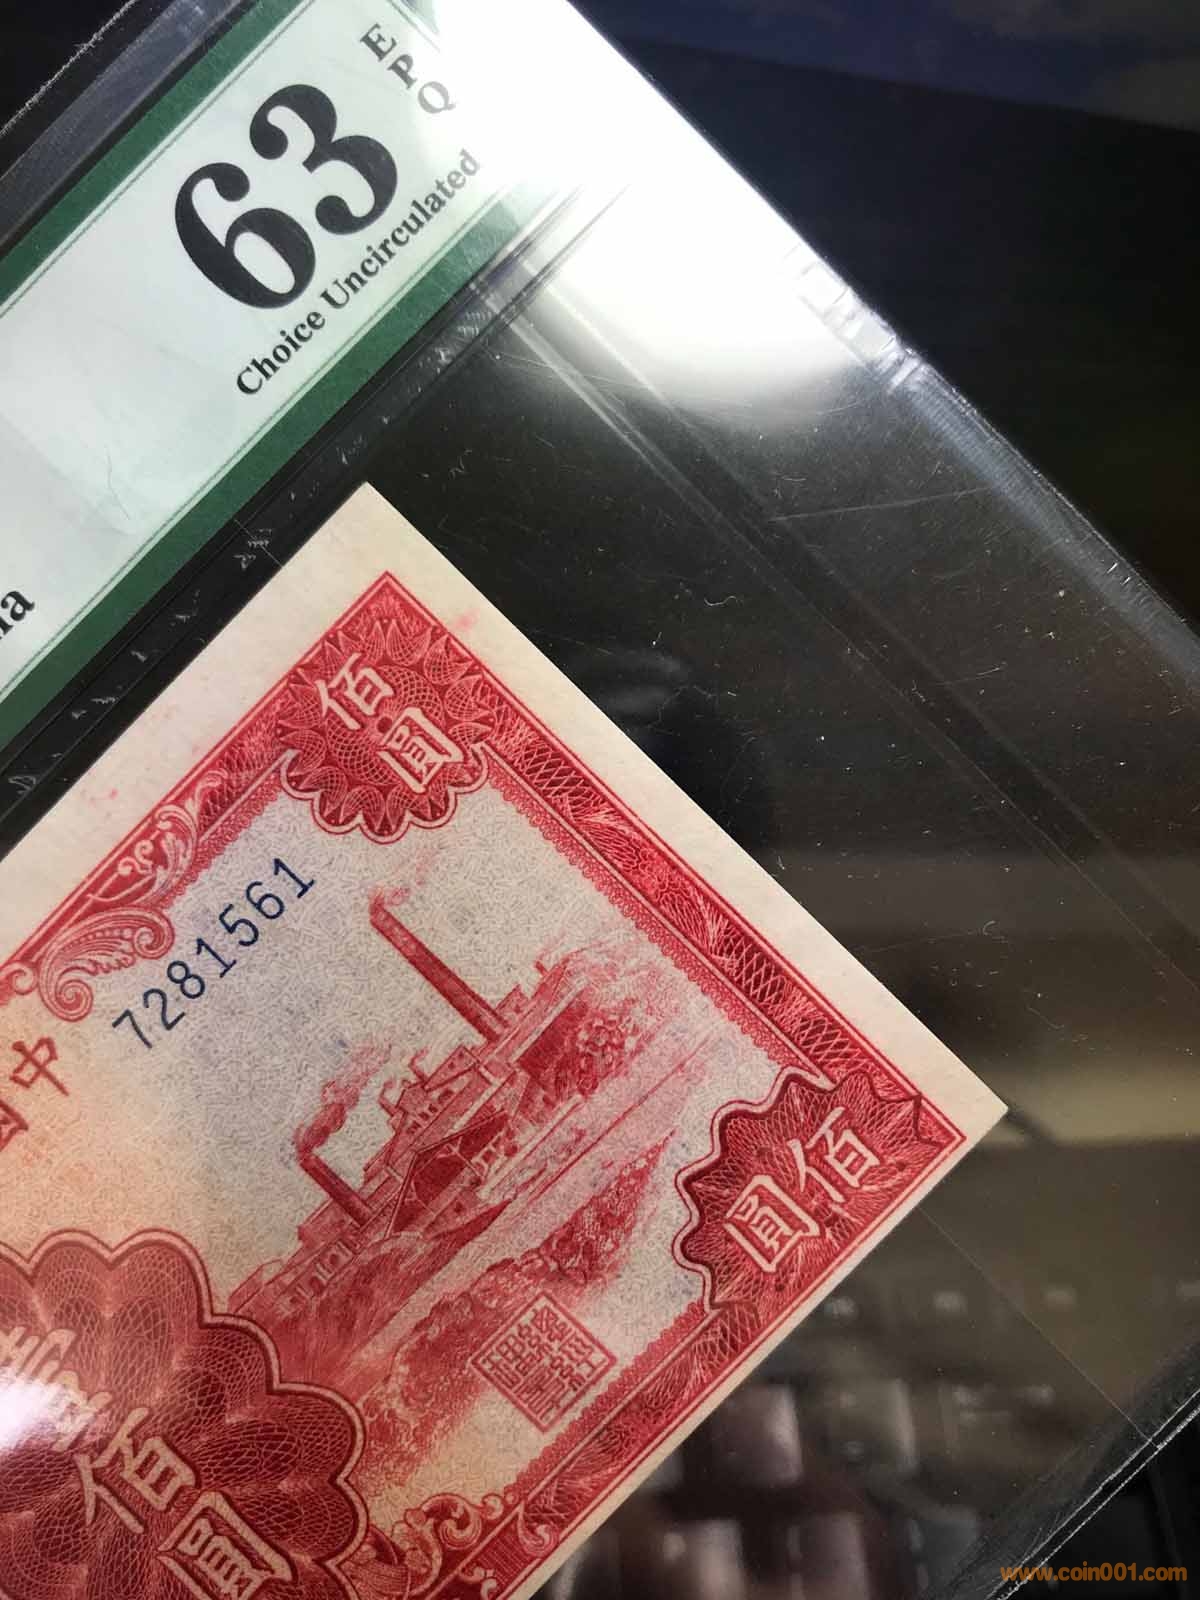 63
EPQ
Choice Uncirculated
佰圓
7281561
中
佰圓
佰圓
www.coin001.com